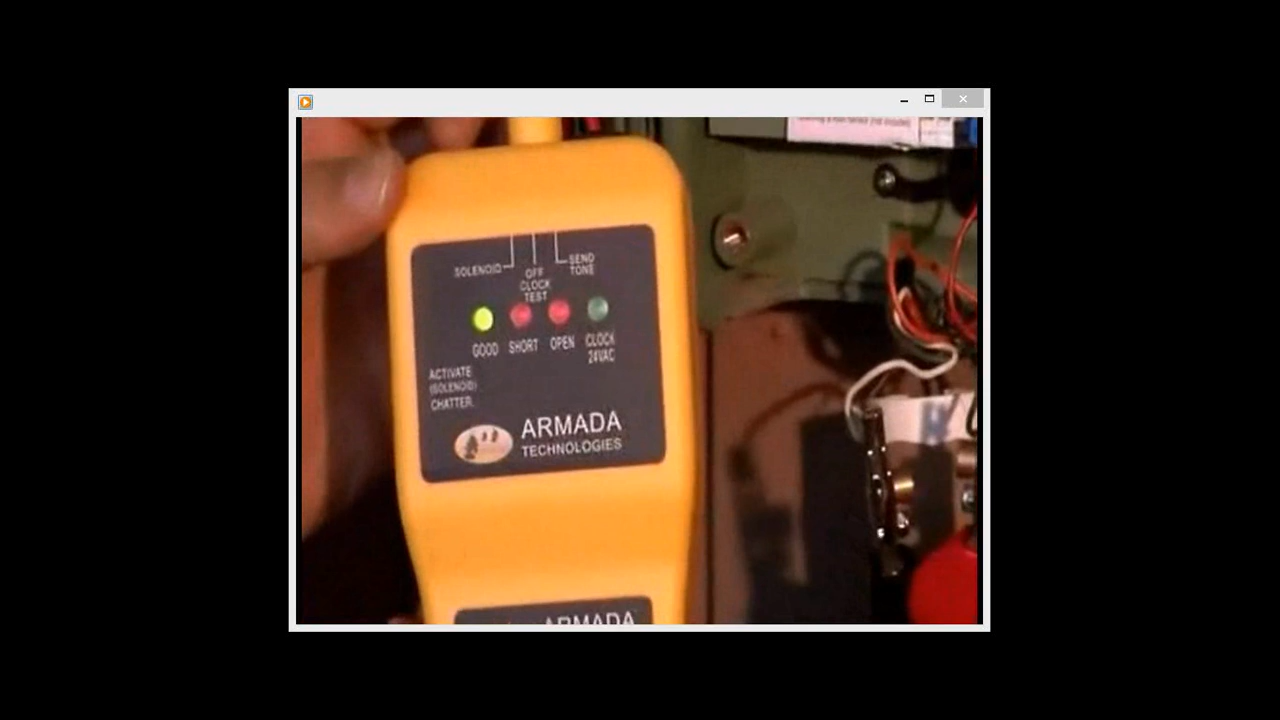 SOLENOID
OFF
CLOCK
TEST
SEND
TONE
GOOD
SHORT
OPEN
CLOCK
24VAC
ACTIVATE
(SOLENOID)
CHATTER
ARMADA
TECHNOLOGIES
ARMADA